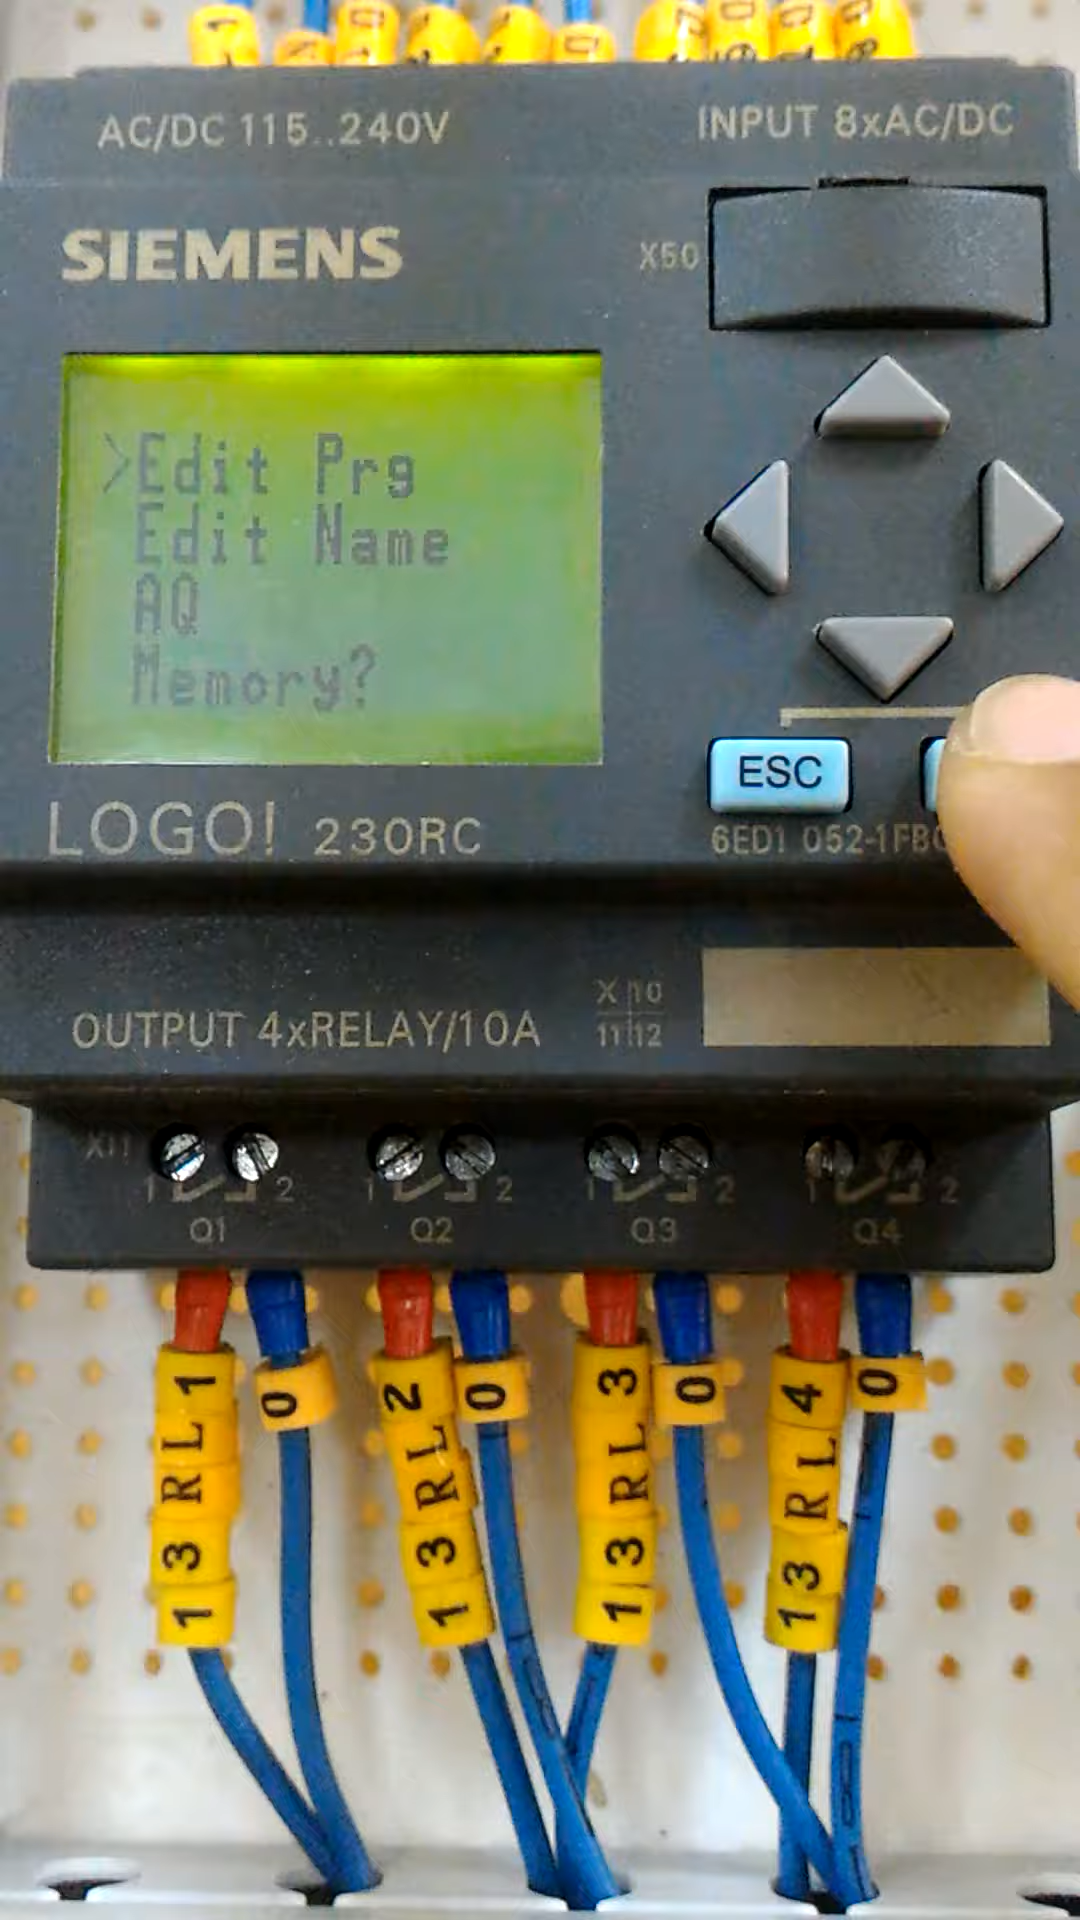 AC/DC 115..240V
INPUT 8xAC/DC
SIEMENS
X50
>Edit Prg
Edit Name
AQ
Memory?
ESC
LOGO! 230RC
6ED1 052-1FB
X 10
11 12
OUTPUT 4xRELAY/10A
X11
1 2 1 2 1 2 1 2
Q1 Q2 Q3 Q4
13RL1
0
13RL2
0
13RL3
0
13RL4
0